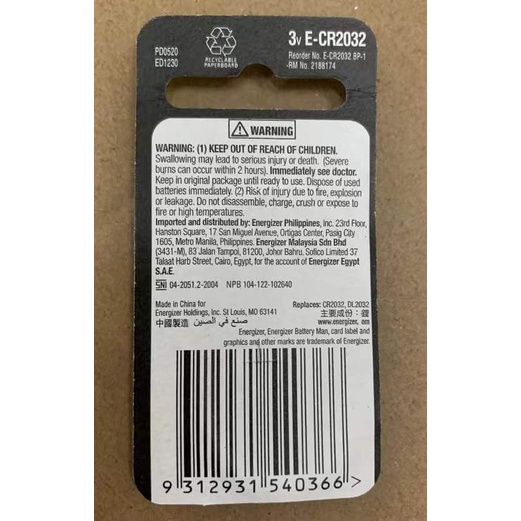 PD0520
ED1230
RECYCLABLE
PAPERBOARD
3V E-CR2032
Reorder No. E-CR2032 BP-1
-RM No. 2188174
WARNING
WARNING: (1) KEEP OUT OF REACH OF CHILDREN.
Swallowing may lead to serious injury or death. (Severe
burns can occur within 2 hours). Immediately see doctor.
Keep in original package until ready to use. Dispose of used
batteries immediately. (2) Risk of injury due to fire, explosion
or leakage. Do not disassemble, charge, crush or expose to
fire or high temperatures.
Imported and distributed by: Energizer Philippines, inc. 23rd Floor,
Hanston Square, 17 San Miguel Avenue, Ortigas Center, Pasig City
1605, Metro Manila, Philippines. Energizer Malaysia Sdn Bhd
(3431-M), 83 Jalan Tampoi, 81200, Johor Bahru. Sofico Limited 37
Talaat Harb Street, Cairo, Egypt, for the account of Energizer Egypt
S.A.E.
SNI 04-2051.2-2004 NPB 104-122-102640
Made in China for
Energizer Holdings, Inc. St Louis, MO 63141
中國製造 صنع في الصين
Replaces: CR2032, DL2032
主要成份：鋰
www.energizer. om
Energizer, Energizer Battery Man, card label and
graphics and other marks are trademark of Energizer.
9 312931 540366 >